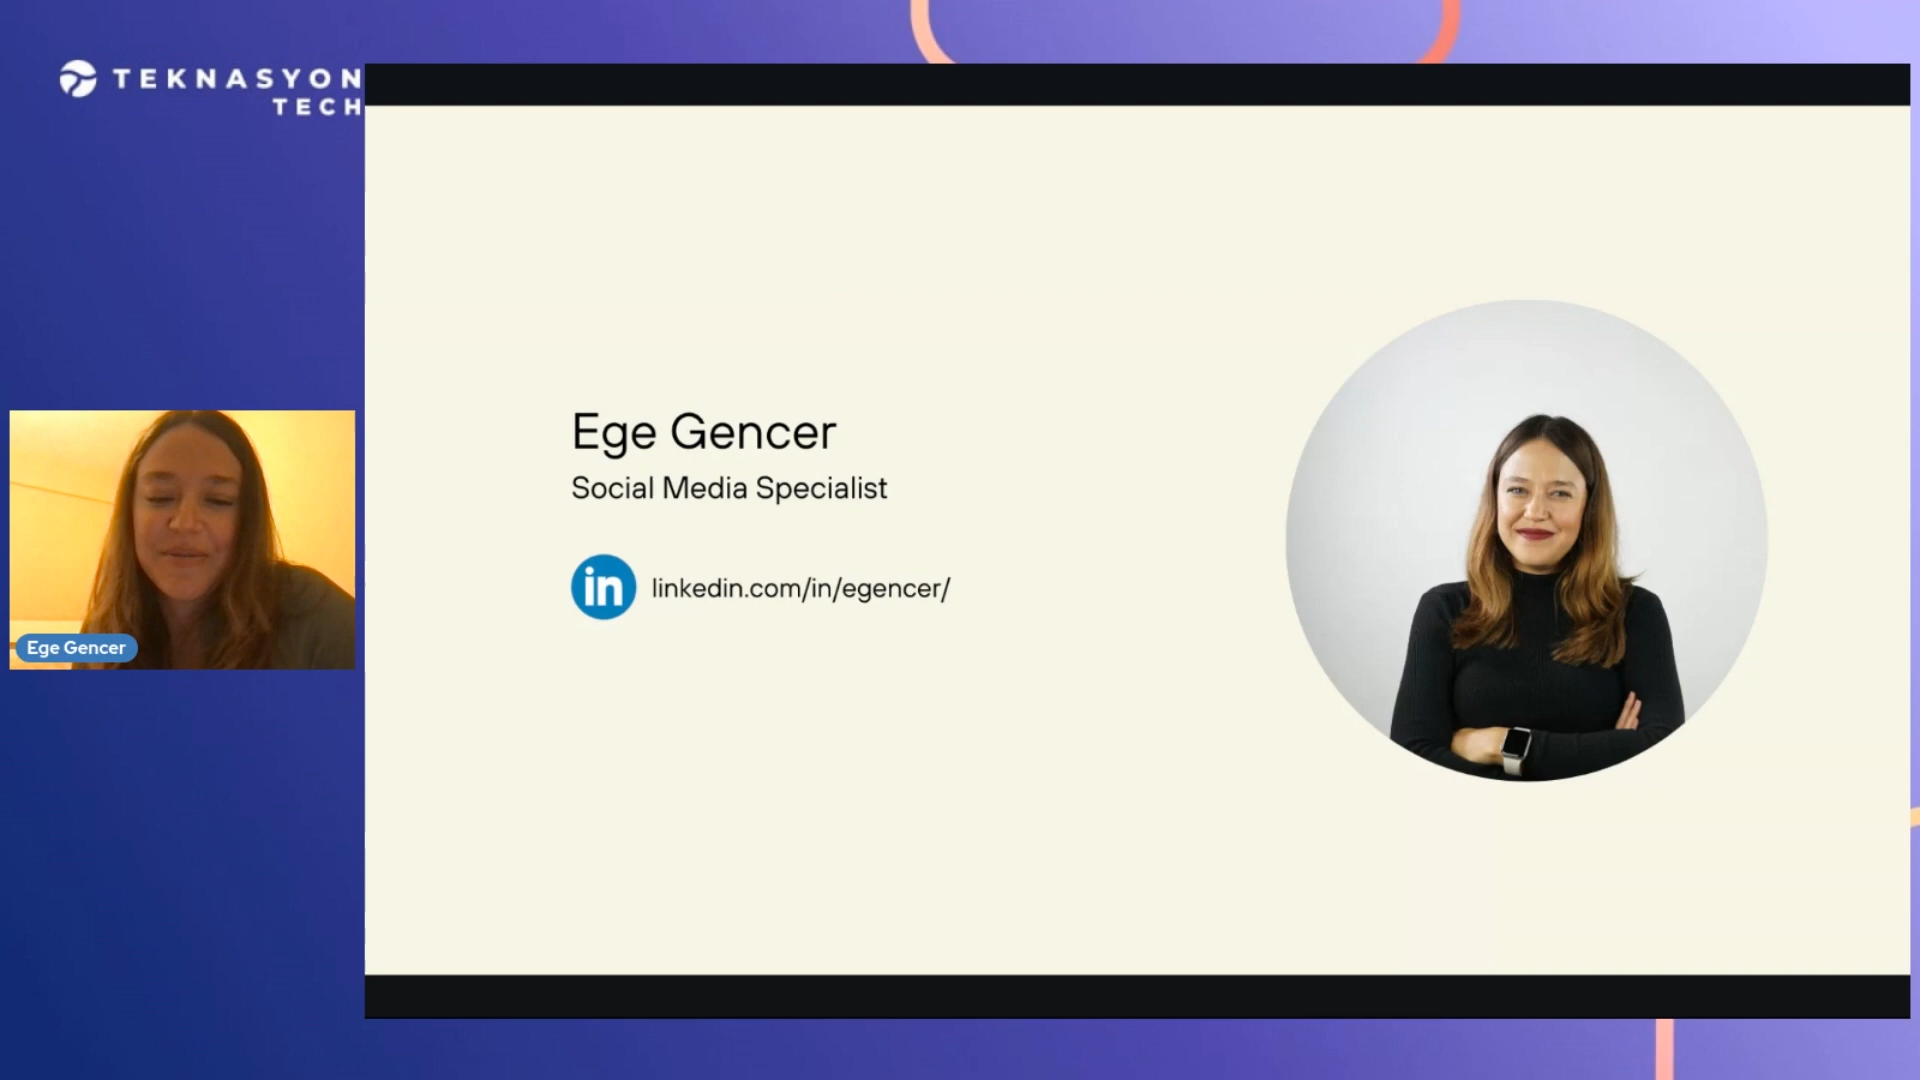 TEKNASYON
TECH
Ege Gencer
Social Media Specialist
in linkedin.com/in/egencer/
Ege Gencer